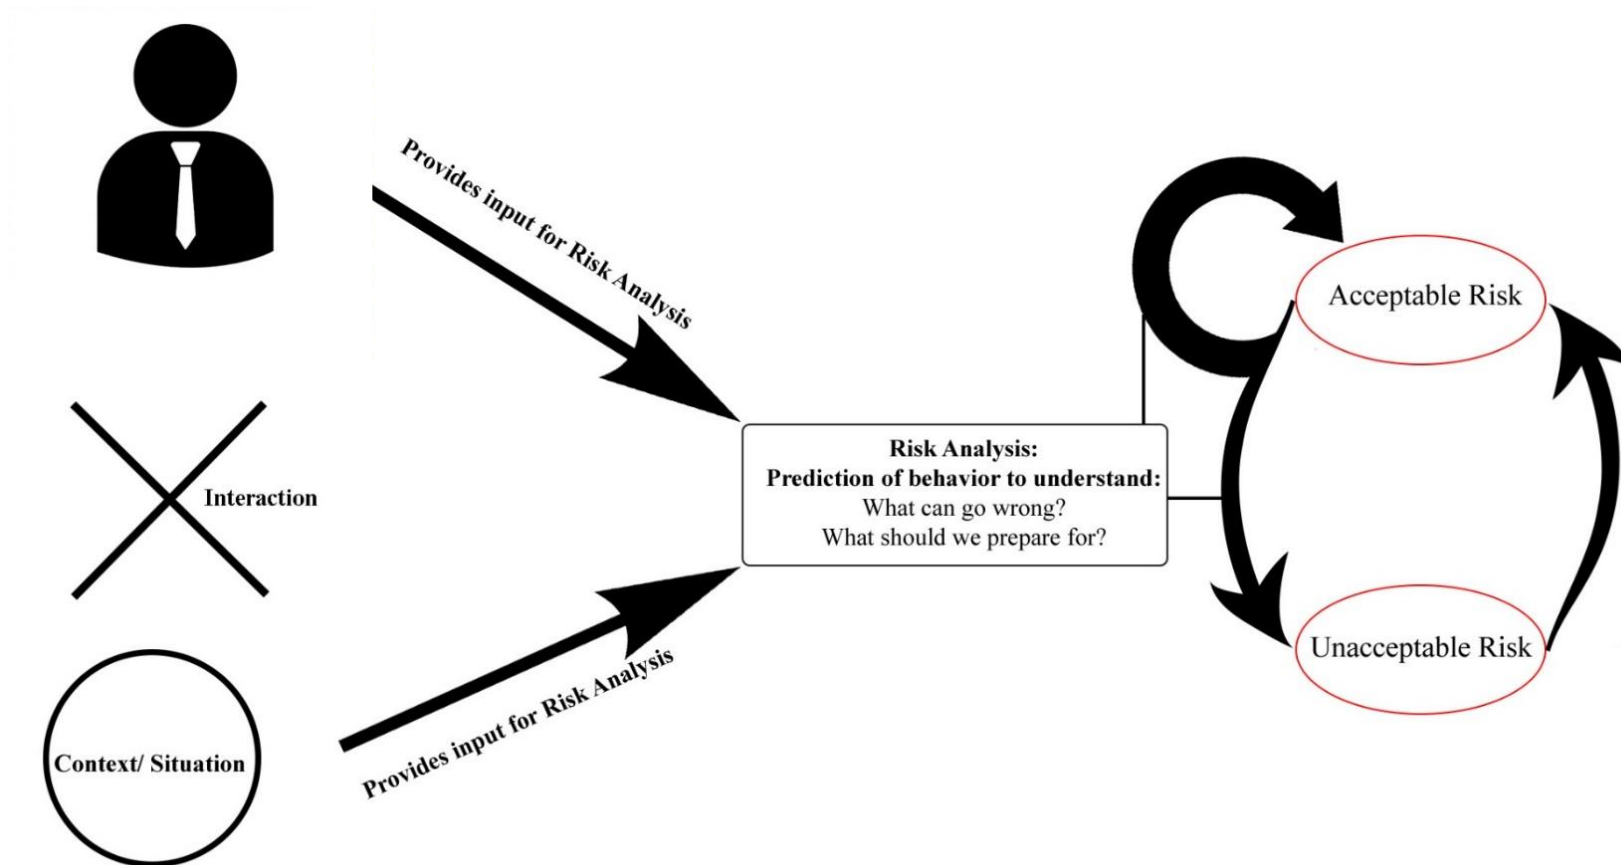 Provides input for Risk Analysis
Interaction
Context/ Situation
Provides input for Risk Analysis
Risk Analysis:
Prediction of behavior to understand:
What can go wrong?
What should we prepare for?
Acceptable Risk
Unacceptable Risk